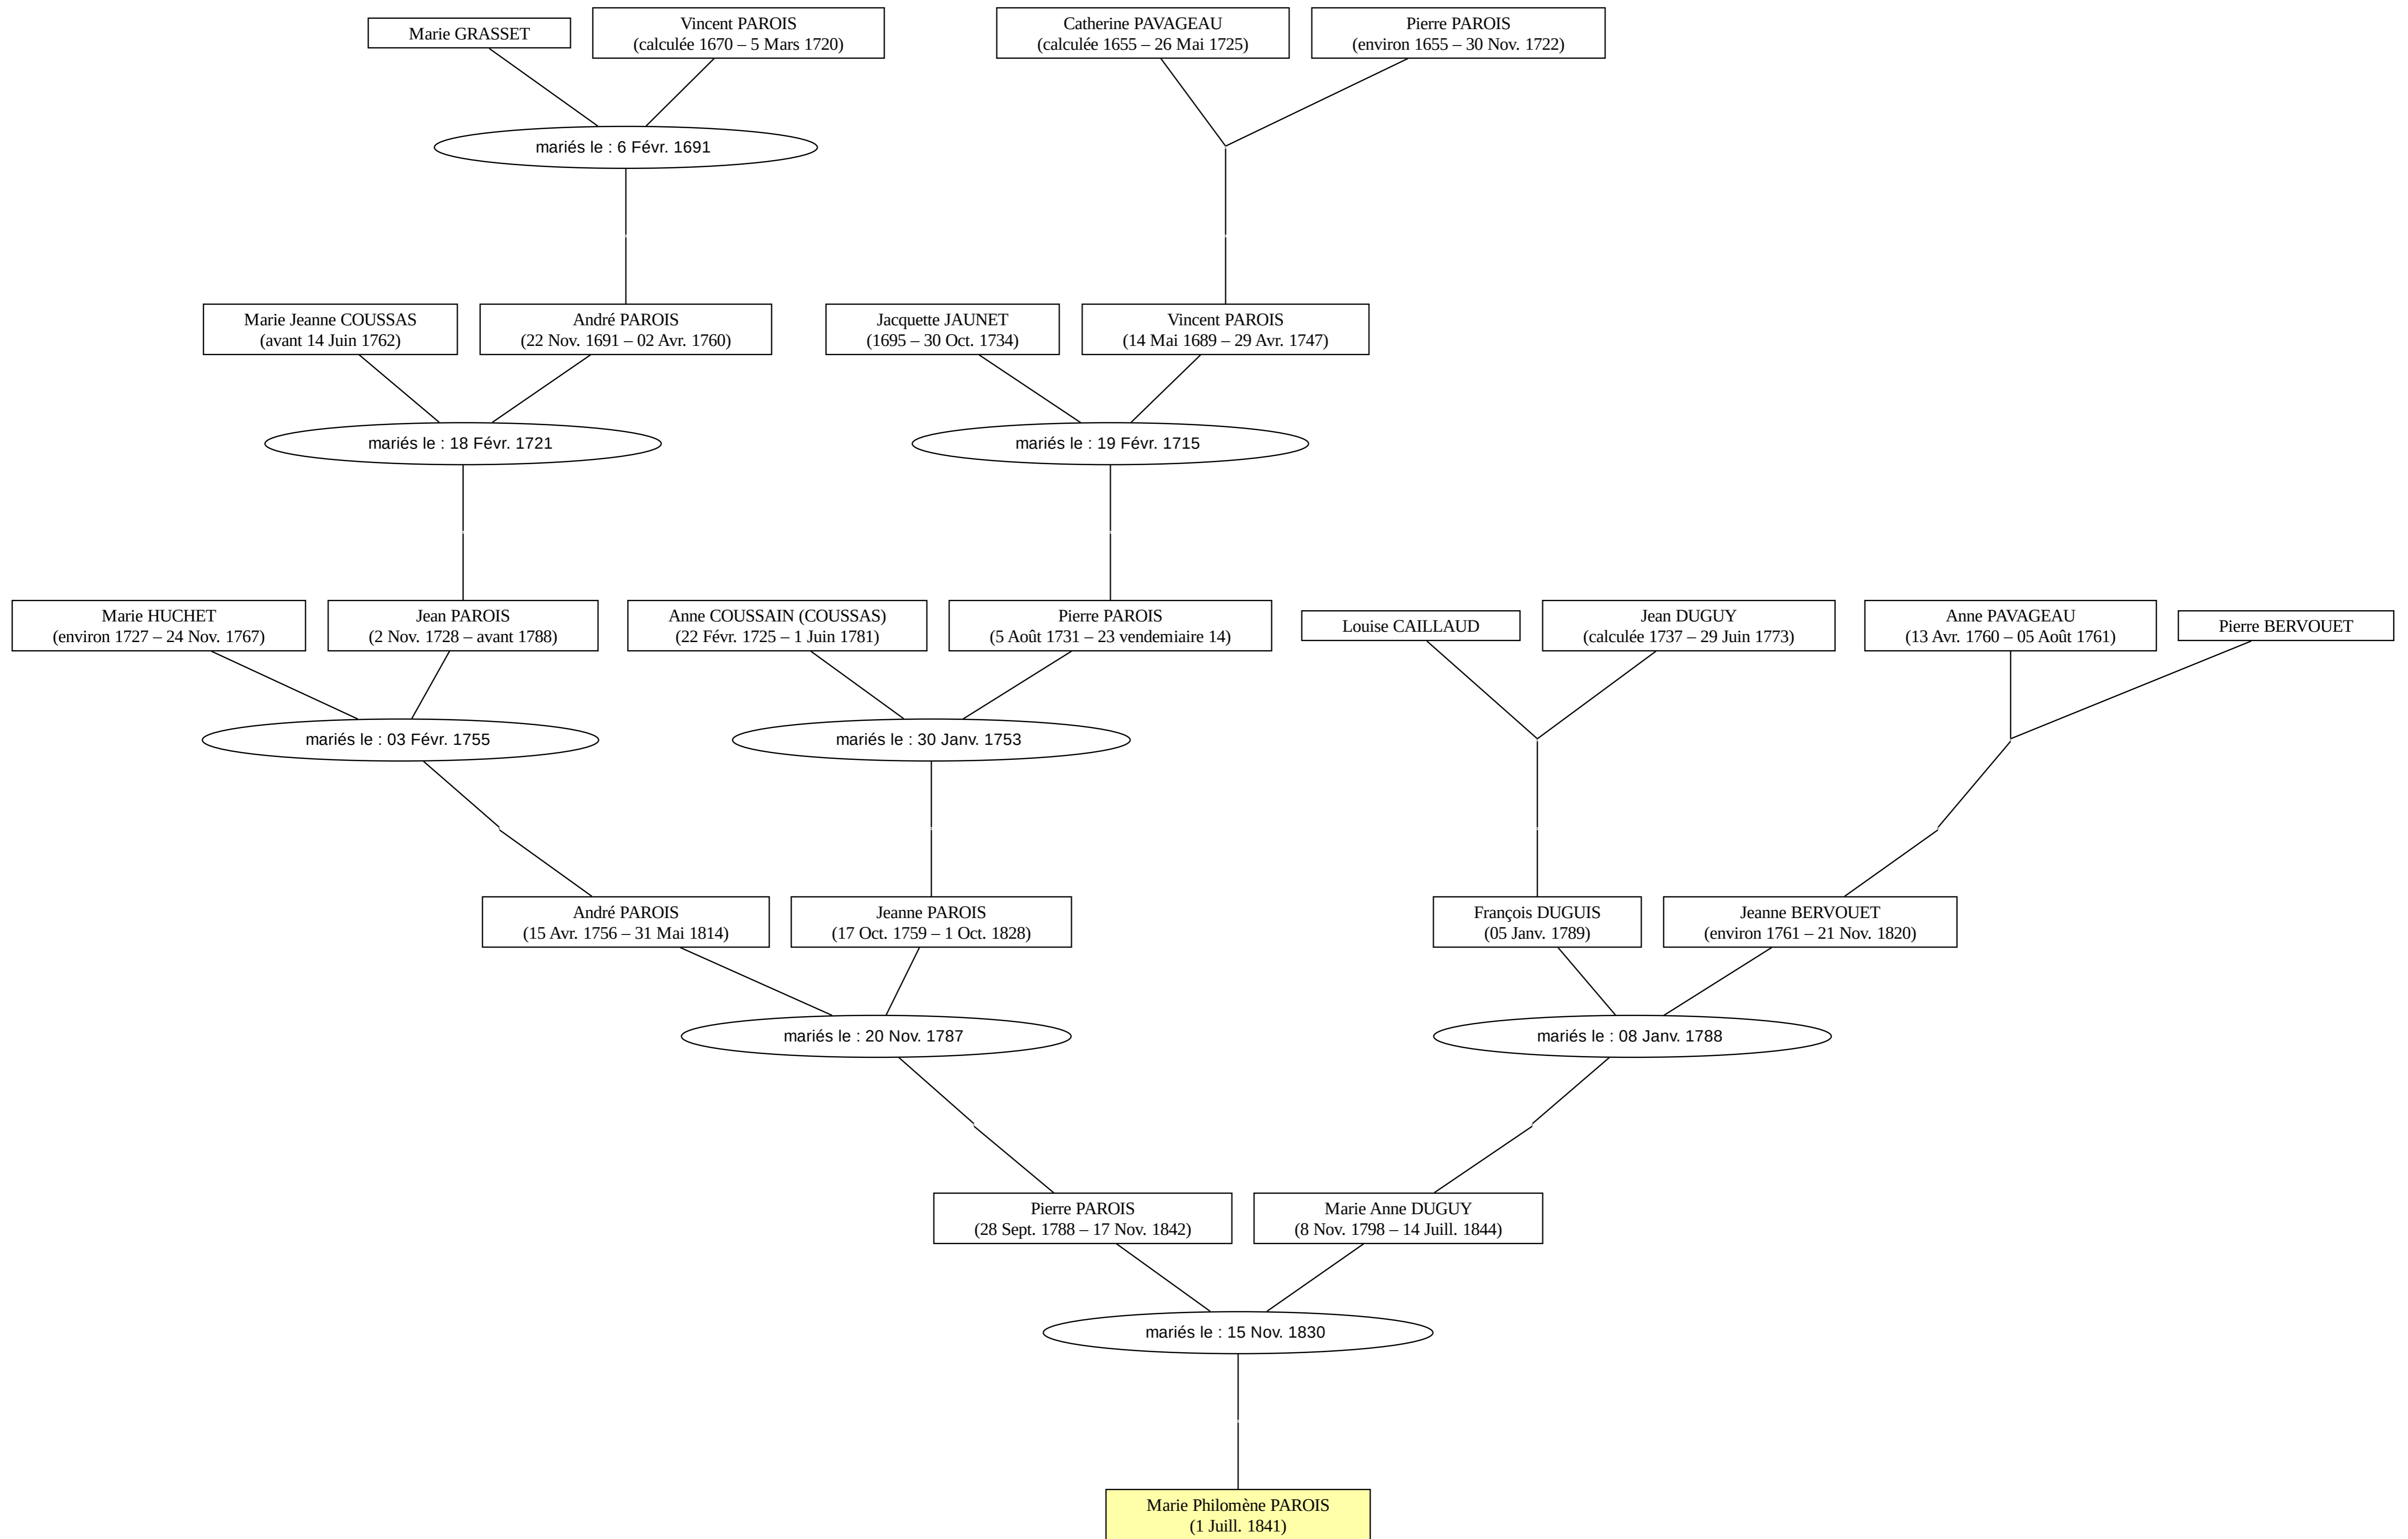 Marie GRASSET
Vincent PAROIS
(calculée 1670 – 5 Mars 1720)
Catherine PAVAGEAU
(calculée 1655 – 26 Mai 1725)
Pierre PAROIS
(environ 1655 – 30 Nov. 1722)
mariés le : 6 Févr. 1691
Marie Jeanne COUSSAS
(avant 14 Juin 1762)
André PAROIS
(22 Nov. 1691 – 02 Avr. 1760)
Jacquette JAUNET
(1695 – 30 Oct. 1734)
Vincent PAROIS
(14 Mai 1689 – 29 Avr. 1747)
mariés le : 18 Févr. 1721
mariés le : 19 Févr. 1715
Marie HUCHET
(environ 1727 – 24 Nov. 1767)
Jean PAROIS
(2 Nov. 1728 – avant 1788)
Anne COUSSAIN (COUSSAS)
(22 Févr. 1725 – 1 Juin 1781)
Pierre PAROIS
(5 Août 1731 – 23 vendemiaire 14)
Louise CAILLAUD
Jean DUGUY
(calculée 1737 – 29 Juin 1773)
Anne PAVAGEAU
(13 Avr. 1760 – 05 Août 1761)
Pierre BERVOUET
mariés le : 03 Févr. 1755
mariés le : 30 Janv. 1753
André PAROIS
(15 Avr. 1756 – 31 Mai 1814)
Jeanne PAROIS
(17 Oct. 1759 – 1 Oct. 1828)
François DUGUIS
(05 Janv. 1789)
Jeanne BERVOUET
(environ 1761 – 21 Nov. 1820)
mariés le : 20 Nov. 1787
mariés le : 08 Janv. 1788
Pierre PAROIS
(28 Sept. 1788 – 17 Nov. 1842)
Marie Anne DUGUY
(8 Nov. 1798 – 14 Juill. 1844)
mariés le : 15 Nov. 1830
Marie Philomène PAROIS
(1 Juill. 1841)